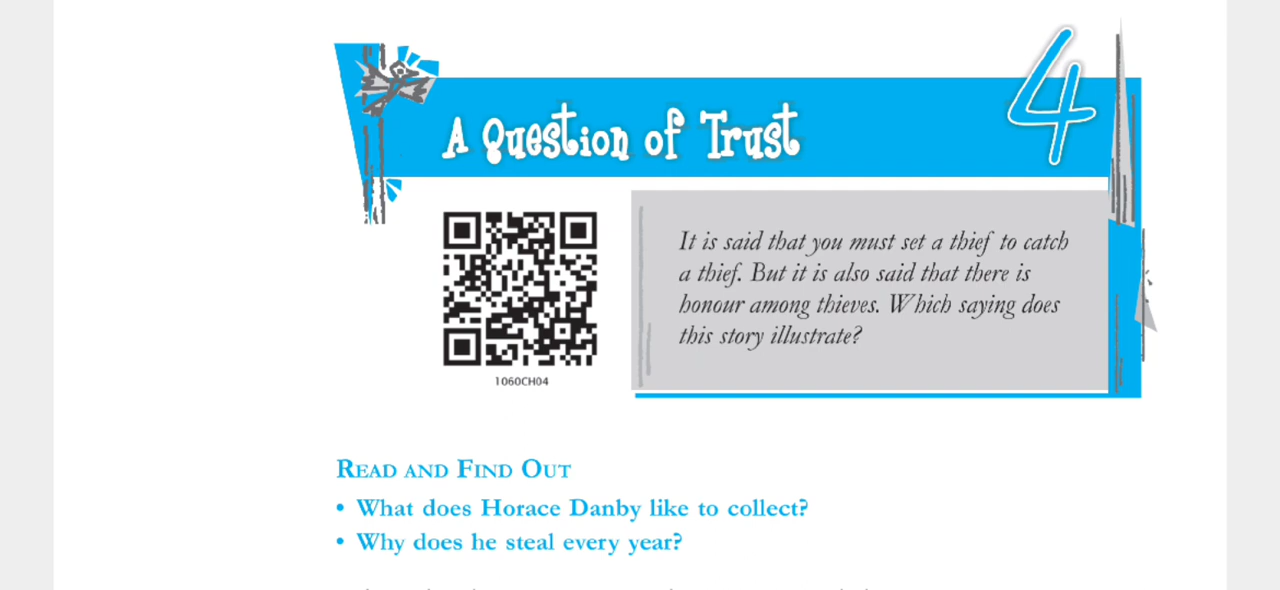 4
A Question of Trust
It is said that you must set a thief to catch
a thief. But it is also said that there is
honour among thieves. Which saying does
this story illustrate?
1060CH04
READ AND FIND OUT
• What does Horace Danby like to collect?
• Why does he steal every year?